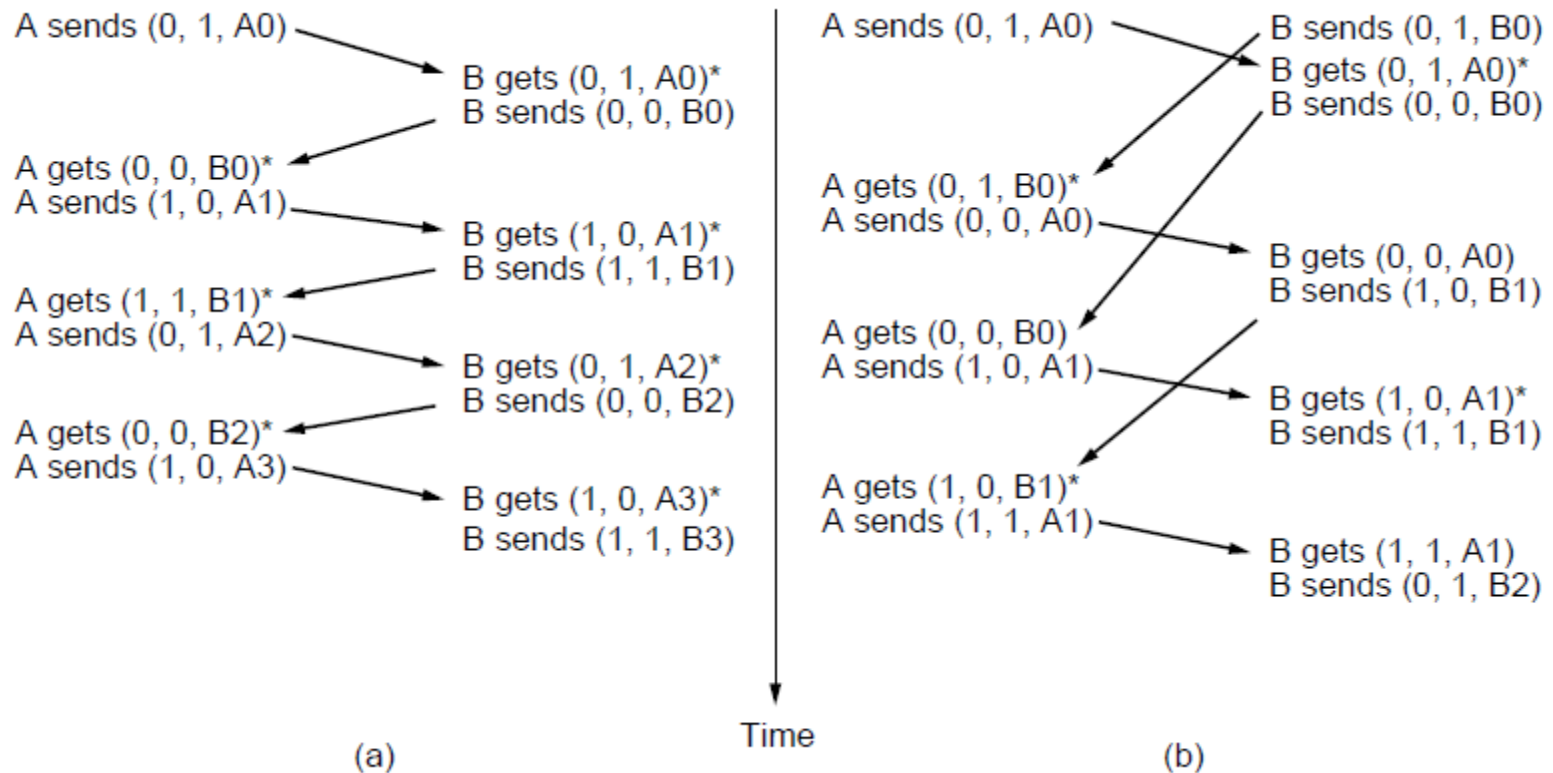 A sends (0, 1, A0)
B gets (0, 1, A0)*
B sends (0, 0, B0)
A gets (0, 0, B0)*
A sends (1, 0, A1)
B gets (1, 0, A1)*
B sends (1, 1, B1)
A gets (1, 1, B1)*
A sends (0, 1, A2)
B gets (0, 1, A2)*
B sends (0, 0, B2)
A gets (0, 0, B2)*
A sends (1, 0, A3)
B gets (1, 0, A3)*
B sends (1, 1, B3)
(a)
Time
A sends (0, 1, A0)
B sends (0, 1, B0)
B gets (0, 1, A0)*
B sends (0, 0, B0)
A gets (0, 1, B0)*
A sends (0, 0, A0)
B gets (0, 0, A0)
B sends (1, 0, B1)
A gets (0, 0, B0)
A sends (1, 0, A1)
B gets (1, 0, A1)*
B sends (1, 1, B1)
A gets (1, 0, B1)*
A sends (1, 1, A1)
B gets (1, 1, A1)
B sends (0, 1, B2)
(b)